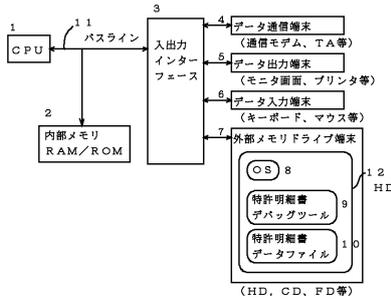 1
CPU
11
バスライン
2
内部メモリ
RAM/ROM
3
入出力
インター
フェース
4
データ通信端末
(通信モデム、TA等)
5
データ出力端末
(モニタ画面、プリンタ等)
6
データ入力端末
(キーボード、マウス等)
7
外部メモリドライブ端末
OS 8
特許明細書
デバッグツール
9
特許明細書
データファイル
10
12
HD
(HD,CD、FD等)